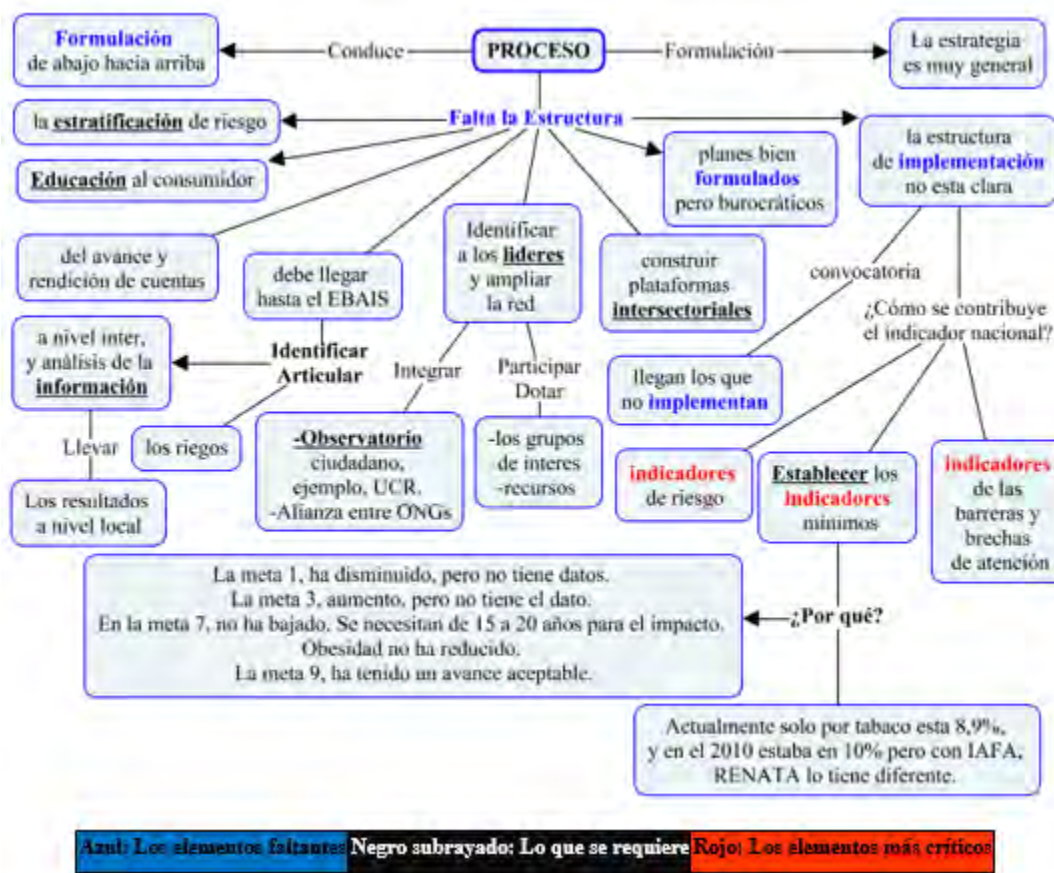 Formulación
de abajo hacia arriba
Conduce
PROCESO
Formulación
La estrategia
es muy general
la estratificación de riesgo
Falta la Estructura
Educación al consumidor
planes bien
formulados
pero burocráticos
la estructura
de implementación
no esta clara
del avance y
rendición de cuentas
debe llegar
hasta el EBAIS
Identificar
a los lideres
y ampliar
la red
construir
plataformas
intersectoriales
convocatoria
¿Cómo se contribuye
el indicador nacional?
a nivel inter,
y análisis de la
información
Identificar
Articular
Integrar
Participar
Dotar
llegan los que
no implementan
Llevar
los riegos
-Observatorio
ciudadano,
ejemplo, UCR.
-Alianza entre ONGs
-los grupos
de interes
-recursos
indicadores
de riesgo
Establecer los
indicadores
minimos
indicadores
de las
barreras y
brechas
de atención
Los resultados
a nivel local
La meta 1, ha disminuido, pero no tiene datos.
La meta 3, aumento, pero no tiene el dato.
En la meta 7, no ha bajado. Se necesitan de 15 a 20 años para el impacto.
Obesidad no ha reducido.
La meta 9, ha tenido un avance aceptable.
¿Por qué?
Actualmente solo por tabaco esta 8,9%,
y en el 2010 estaba en 10% pero con IAFA,
RENATA lo tiene diferente.
Azul: Los elementos faltantes
Negro subrayado: Lo que se requiere
Rojo: Los elementos más críticos